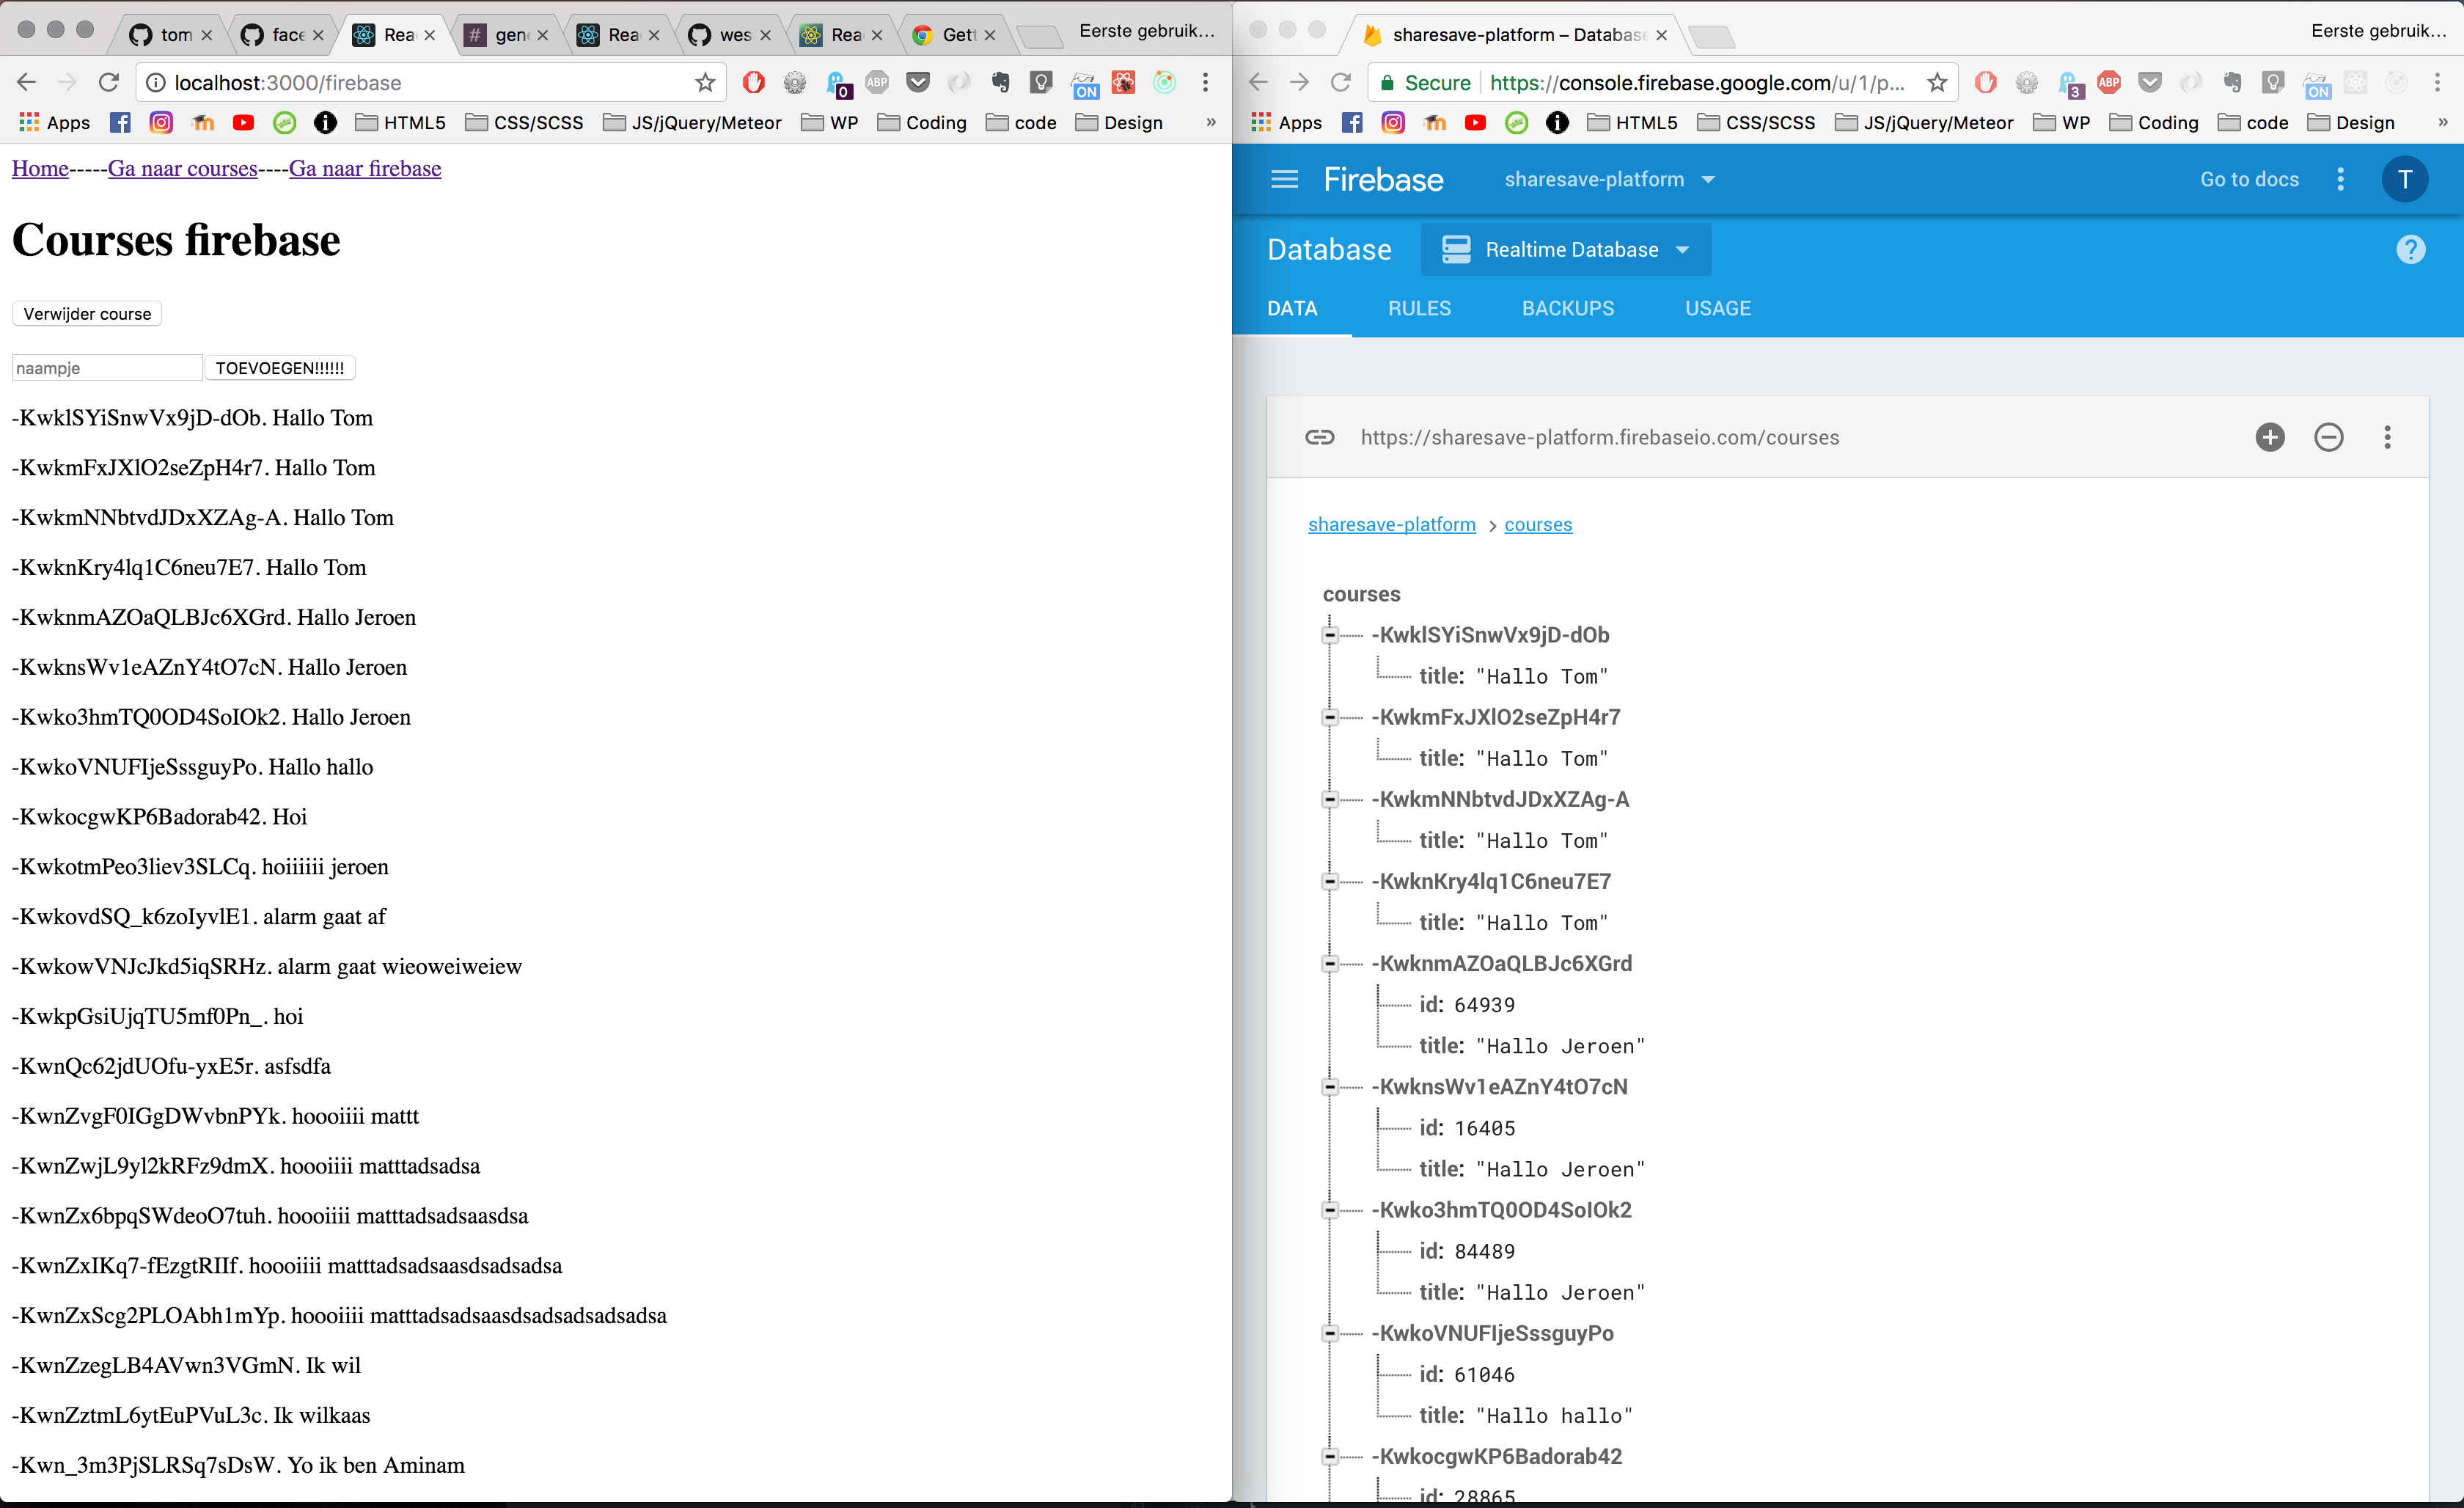 tom
face
Rea
gen
Rea
wes
Rea
Gett
Eerste gebruik...
localhost:3000/firebase
0
ABP
ON
Apps
HTML5
CSS/SCSS
JS/jQuery/Meteor
WP
Coding
code
Design
»
Home-----Ga naar courses----Ga naar firebase
Courses firebase
Verwijder course
naampje
TOEVOEGEN!!!!!!
-KwklSYiSnwVx9jD-dOb. Hallo Tom
-KwkmFxJXlO2seZpH4r7. Hallo Tom
-KwkmNNbtvdJDxXZAg-A. Hallo Tom
-KwknKry4lq1C6neu7E7. Hallo Tom
-KwknmAZOaQLBJc6XGrd. Hallo Jeroen
-KwknsWv1eAZnY4tO7cN. Hallo Jeroen
-Kwko3hmTQ0OD4SoIOk2. Hallo Jeroen
-KwkoVNUFIjeSssguyPo. Hallo hallo
-KwkocgwKP6Badorab42. Hoi
-KwkotmPeo3liev3SLCq. hoiiiiii jeroen
-KwkovdSQ_k6zoIyvlE1. alarm gaat af
-KwkowVNJcJkd5iqSRHz. alarm gaat wieoweiweiew
-KwkpGsiUjqTU5mf0Pn_. hoi
-KwnQc62jdUOfu-yxE5r. asfsdfa
-KwnZvgF0IGgDWvbnPYk. hoooiiii mattt
-KwnZwjL9yl2kRFz9dmX. hoooiiii matttadsadsa
-KwnZx6bpqSWdeoO7tuh. hoooiiii matttadsadsaasdsa
-KwnZxIKq7-fEzgtRIIf. hoooiiii matttadsadsaasdsadsadsa
-KwnZxScg2PLOAbh1mYp. hoooiiii matttadsadsaasdsadsadsadsadsa
-KwnZzegLB4AVwn3VGmN. Ik wil
-KwnZztmL6ytEuPVuL3c. Ik wilkaas
-Kwn_3m3PjSLRSq7sDsW. Yo ik ben Aminam
sharesave-platform – Database
Eerste gebruik...
Secure
https://console.firebase.google.com/u/1/p...
3
ABP
ON
Apps
HTML5
CSS/SCSS
JS/jQuery/Meteor
WP
Coding
code
Design
»
Firebase
sharesave-platform
Go to docs
T
Database
Realtime Database
?
DATA
RULES
BACKUPS
USAGE
https://sharesave-platform.firebaseio.com/courses
sharesave-platform > courses
courses
-KwklSYiSnwVx9jD-dOb
title: "Hallo Tom"
-KwkmFxJXlO2seZpH4r7
title: "Hallo Tom"
-KwkmNNbtvdJDxXZAg-A
title: "Hallo Tom"
-KwknKry4lq1C6neu7E7
title: "Hallo Tom"
-KwknmAZOaQLBJc6XGrd
id: 64939
title: "Hallo Jeroen"
-KwknsWv1eAZnY4tO7cN
id: 16405
title: "Hallo Jeroen"
-Kwko3hmTQ0OD4SoIOk2
id: 84489
title: "Hallo Jeroen"
-KwkoVNUFIjeSssguyPo
id: 61046
title: "Hallo hallo"
-KwkocgwKP6Badorab42
id: 28865